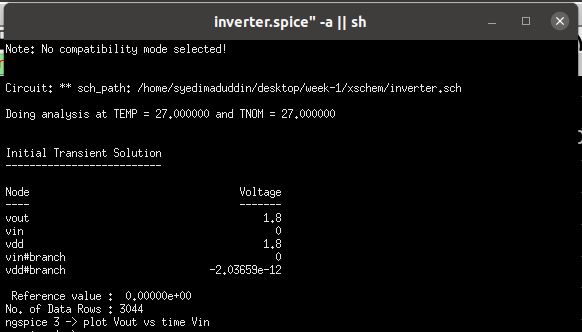 inverter.spice" -a || sh
Note: No compatibility mode selected!
Circuit: ** sch_path: /home/syedimaduddin/desktop/week-1/xschem/inverter.sch
Doing analysis at TEMP = 27.000000 and TNOM = 27.000000
Initial Transient Solution
--------------------------
Node Voltage
---- -------
vout 1.8
vin 0
vdd 1.8
vin#branch 0
vdd#branch -2.03659e-12
Reference value : 0.00000e+00
No. of Data Rows : 3044
ngspice 3 -> plot Vout vs time Vin